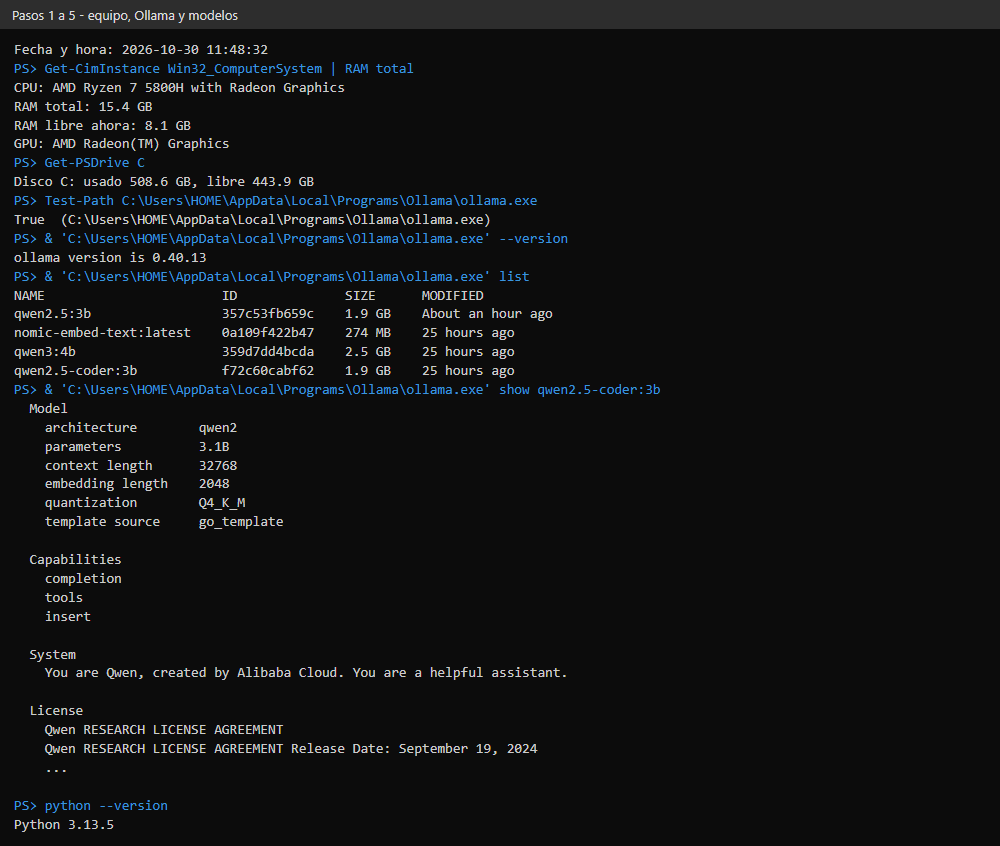 Pasos 1 a 5 - equipo, Ollama y modelos
Fecha y hora: 2026-10-30 11:48:32
PS> Get-CimInstance Win32_ComputerSystem | RAM total
CPU: AMD Ryzen 7 5800H with Radeon Graphics
RAM total: 15.4 GB
RAM libre ahora: 8.1 GB
GPU: AMD Radeon(TM) Graphics
PS> Get-PSDrive C
Disco C: usado 508.6 GB, libre 443.9 GB
PS> Test-Path C:\Users\HOME\AppData\Local\Programs\Ollama\ollama.exe
True  (C:\Users\HOME\AppData\Local\Programs\Ollama\ollama.exe)
PS> & 'C:\Users\HOME\AppData\Local\Programs\Ollama\ollama.exe' --version
ollama version is 0.40.13
PS> & 'C:\Users\HOME\AppData\Local\Programs\Ollama\ollama.exe' list
NAME                       ID              SIZE      MODIFIED
qwen2.5:3b                 357c53fb659c    1.9 GB    About an hour ago
nomic-embed-text:latest    0a109f422b47    274 MB    25 hours ago
qwen3:4b                   359d7dd4bcda    2.5 GB    25 hours ago
qwen2.5-coder:3b           f72c60cabf62    1.9 GB    25 hours ago
PS> & 'C:\Users\HOME\AppData\Local\Programs\Ollama\ollama.exe' show qwen2.5-coder:3b
  Model
    architecture        qwen2
    parameters          3.1B
    context length      32768
    embedding length    2048
    quantization        Q4_K_M
    template source     go_template
  Capabilities
    completion
    tools
    insert
  System
    You are Qwen, created by Alibaba Cloud. You are a helpful assistant.
  License
    Qwen RESEARCH LICENSE AGREEMENT
    Qwen RESEARCH LICENSE AGREEMENT Release Date: September 19, 2024
    ...
PS> python --version
Python 3.13.5